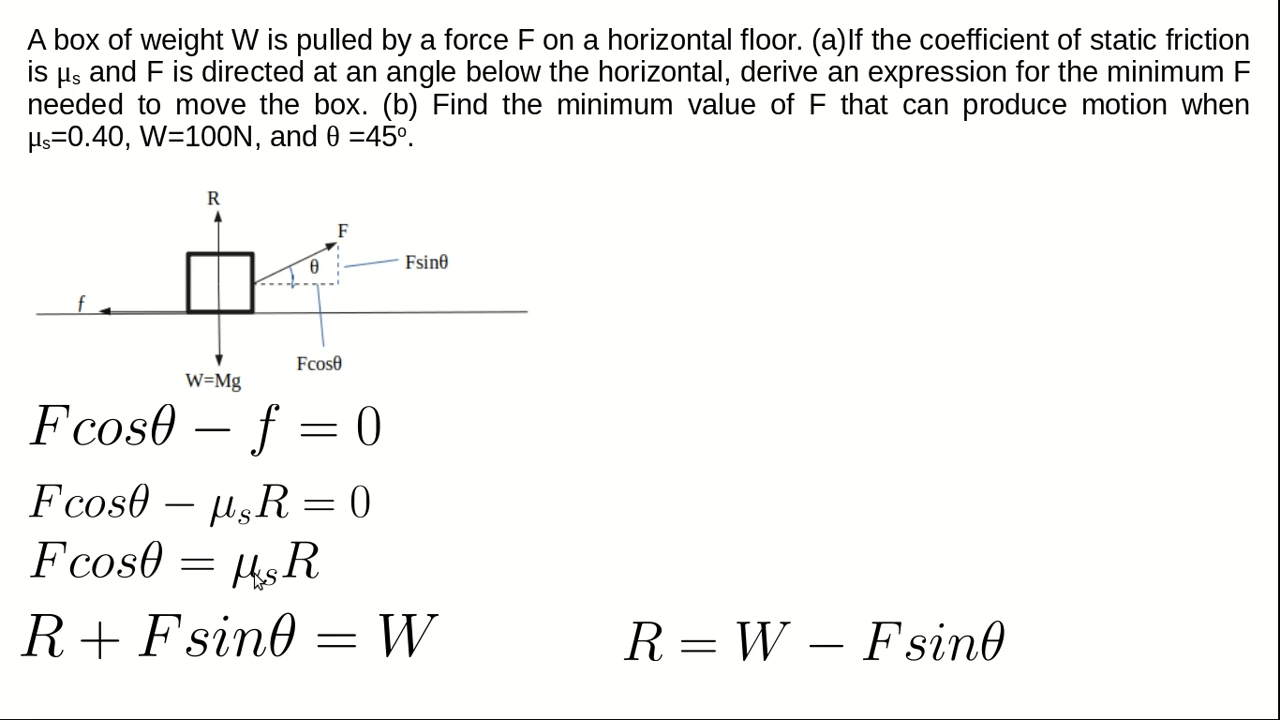 A box of weight W is pulled by a force F on a horizontal floor. (a)If the coefficient of static friction
is μₛ and F is directed at an angle below the horizontal, derive an expression for the minimum F
needed to move the box. (b) Find the minimum value of F that can produce motion when
μₛ=0.40, W=100N, and θ =45º.
R
F
θ
Fsinθ
f
Fcosθ
W=Mg
Fcosθ − f = 0
Fcosθ − μₛR = 0
Fcosθ = μₛR
R + Fsinθ = W
R = W − Fsinθ